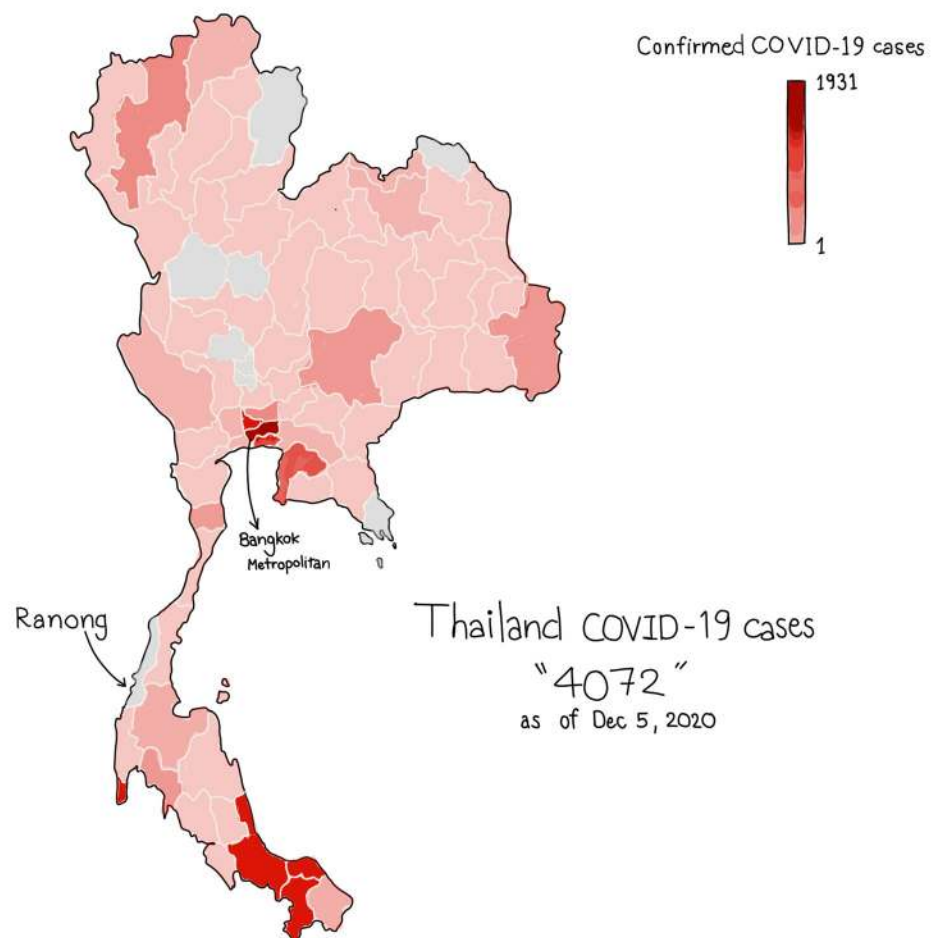 Confirmed COVID-19 cases
1931
1
Bangkok
Metropolitan
Ranong
Thailand COVID-19 cases
"4072"
as of Dec 5, 2020